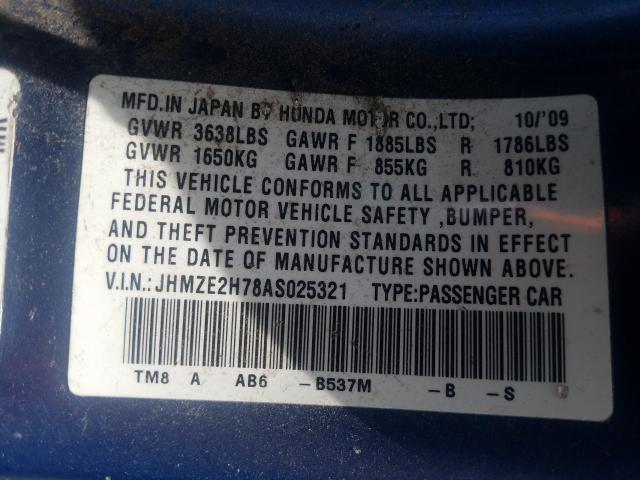 MFD.IN JAPAN BY HONDA MOTOR CO.,LTD; 10/'09
GVWR 3638LBS GAWR F 1885LBS R 1786LBS
GVWR 1650KG GAWR F 855KG R 810KG
THIS VEHICLE CONFORMS TO ALL APPLICABLE
FEDERAL MOTOR VEHICLE SAFETY ,BUMPER,
AND THEFT PREVENTION STANDARDS IN EFFECT
ON THE DATE OF MANUFACTURE SHOWN ABOVE.
V.I.N.: JHMZE2H78AS025321 TYPE:PASSENGER CAR
TM8 A AB6 -B537M -B -S